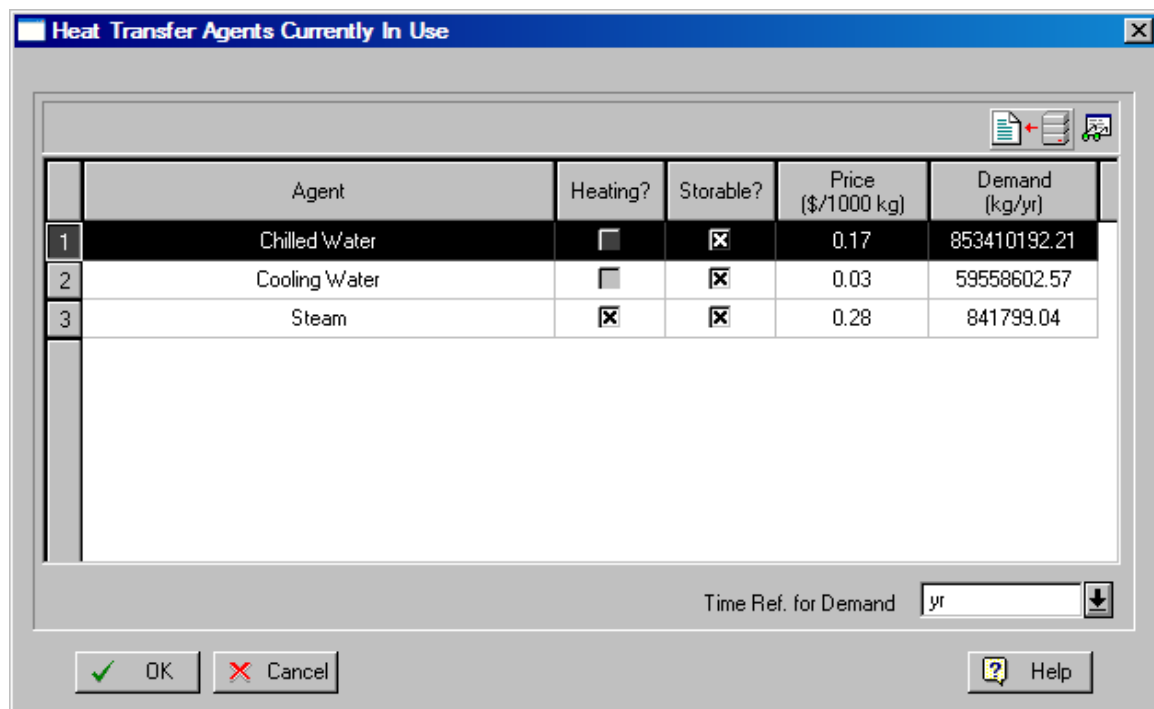 Heat Transfer Agents Currently In Use
Agent Heating? Storable? Price ($/1000 kg) Demand (kg/yr)
1 Chilled Water 0.17 853410192.21
2 Cooling Water 0.03 59558602.57
3 Steam 0.28 841799.04
Time Ref. for Demand yr
OK Cancel Help